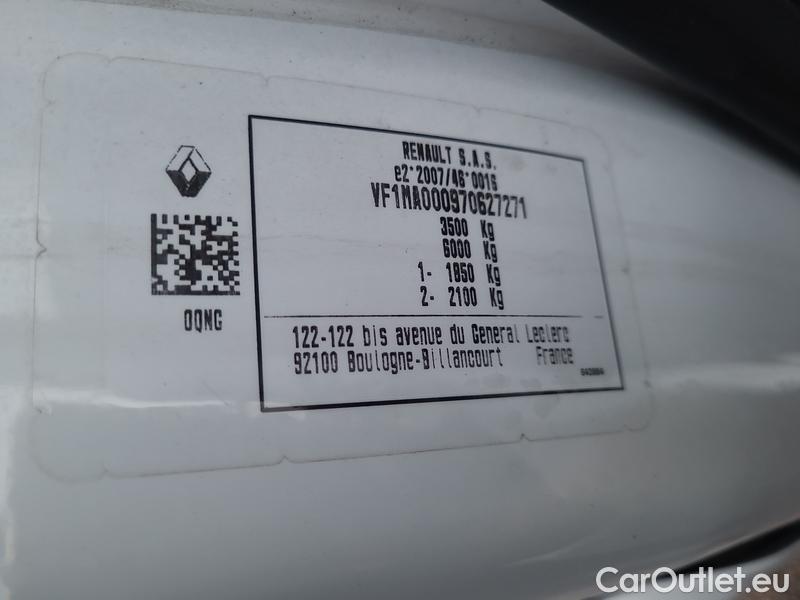 RENAULT S.A.S.
e2*2007/46*0016
VF1MA000970627271
3500 Kg
6000 Kg
1- 1850 Kg
2- 2100 Kg
0QNG
122-122 bis avenue du General Leclerc
92100 Boulogne-Billancourt France
CarOutlet.eu